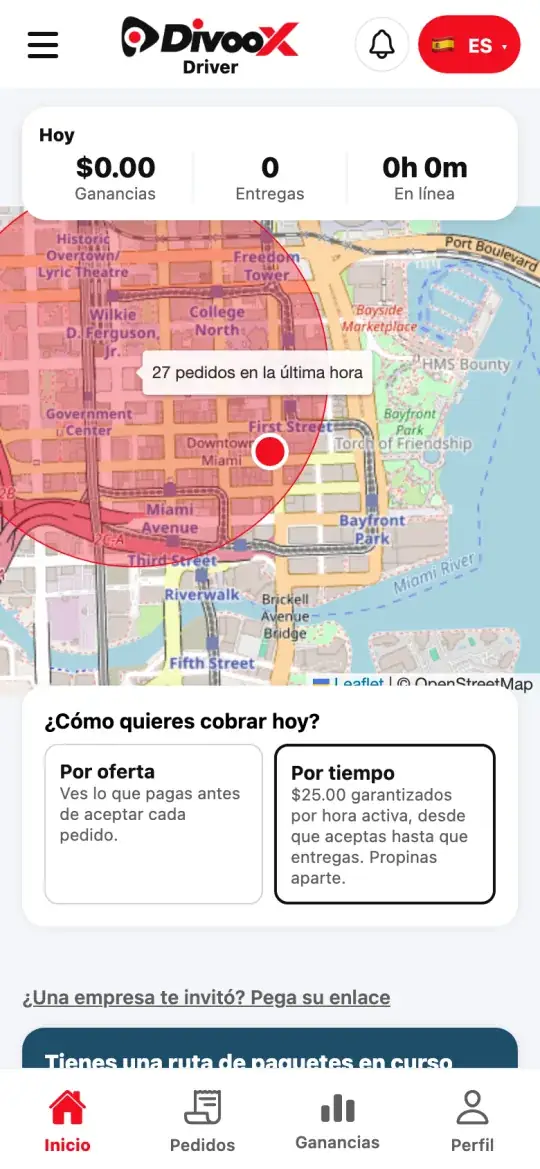 DivooX
Driver
ES
Hoy
$0.00
Ganancias
0
Entregas
0h 0m
En línea
Port Boulevard
Historic
Overtown/
Lyric Theatre
Freedom
Tower
Wilkie
D. Ferguson,
Jr.
College
North
Bayside
Marketplace
HMS Bounty
27 pedidos en la última hora
Government
Center
First Street
Bayfront
Park
Downtown
Miami
Torch of Friendship
2B
Miami
Avenue
2C-A
Bayfront
Park
Third Street
Miami River
Riverwalk
Brickell
Avenue
Bridge
Fifth Street
Leaflet | © OpenStreetMap
¿Cómo quieres cobrar hoy?
Por oferta
Ves lo que pagas antes
de aceptar cada
pedido.
Por tiempo
$25.00 garantizados
por hora activa, desde
que aceptas hasta que
entregas. Propinas
aparte.
¿Una empresa te invitó? Pega su enlace
Tienes una ruta de paquetes en curso
Inicio
Pedidos
Ganancias
Perfil